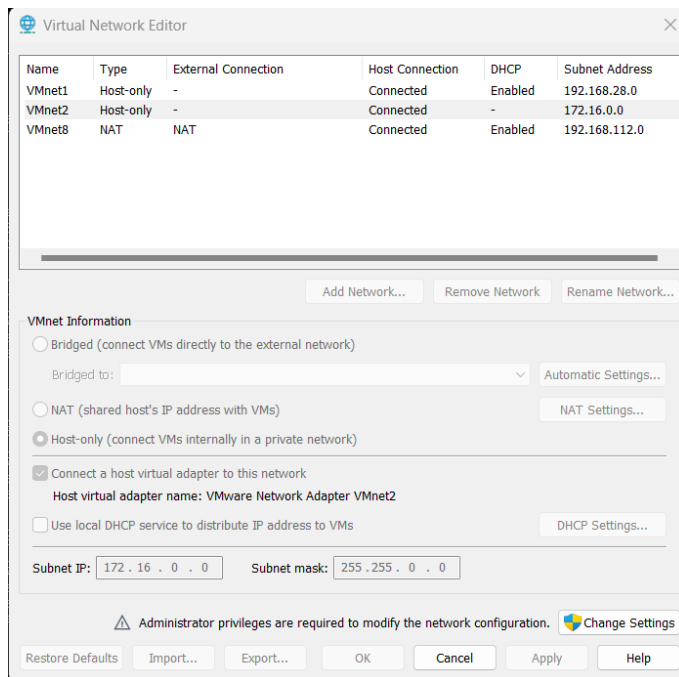 Virtual Network Editor
Name Type External Connection Host Connection DHCP Subnet Address
VMnet1 Host-only - Connected Enabled 192.168.28.0
VMnet2 Host-only - Connected - 172.16.0.0
VMnet8 NAT NAT Connected Enabled 192.168.112.0
Add Network... Remove Network Rename Network...
VMnet Information
Bridged (connect VMs directly to the external network)
Bridged to: Automatic Settings...
NAT (shared host's IP address with VMs) NAT Settings...
Host-only (connect VMs internally in a private network)
Connect a host virtual adapter to this network
Host virtual adapter name: VMware Network Adapter VMnet2
Use local DHCP service to distribute IP address to VMs DHCP Settings...
Subnet IP: 172 . 16 . 0 . 0 Subnet mask: 255 . 255 . 0 . 0
Administrator privileges are required to modify the network configuration. Change Settings
Restore Defaults Import... Export... OK Cancel Apply Help